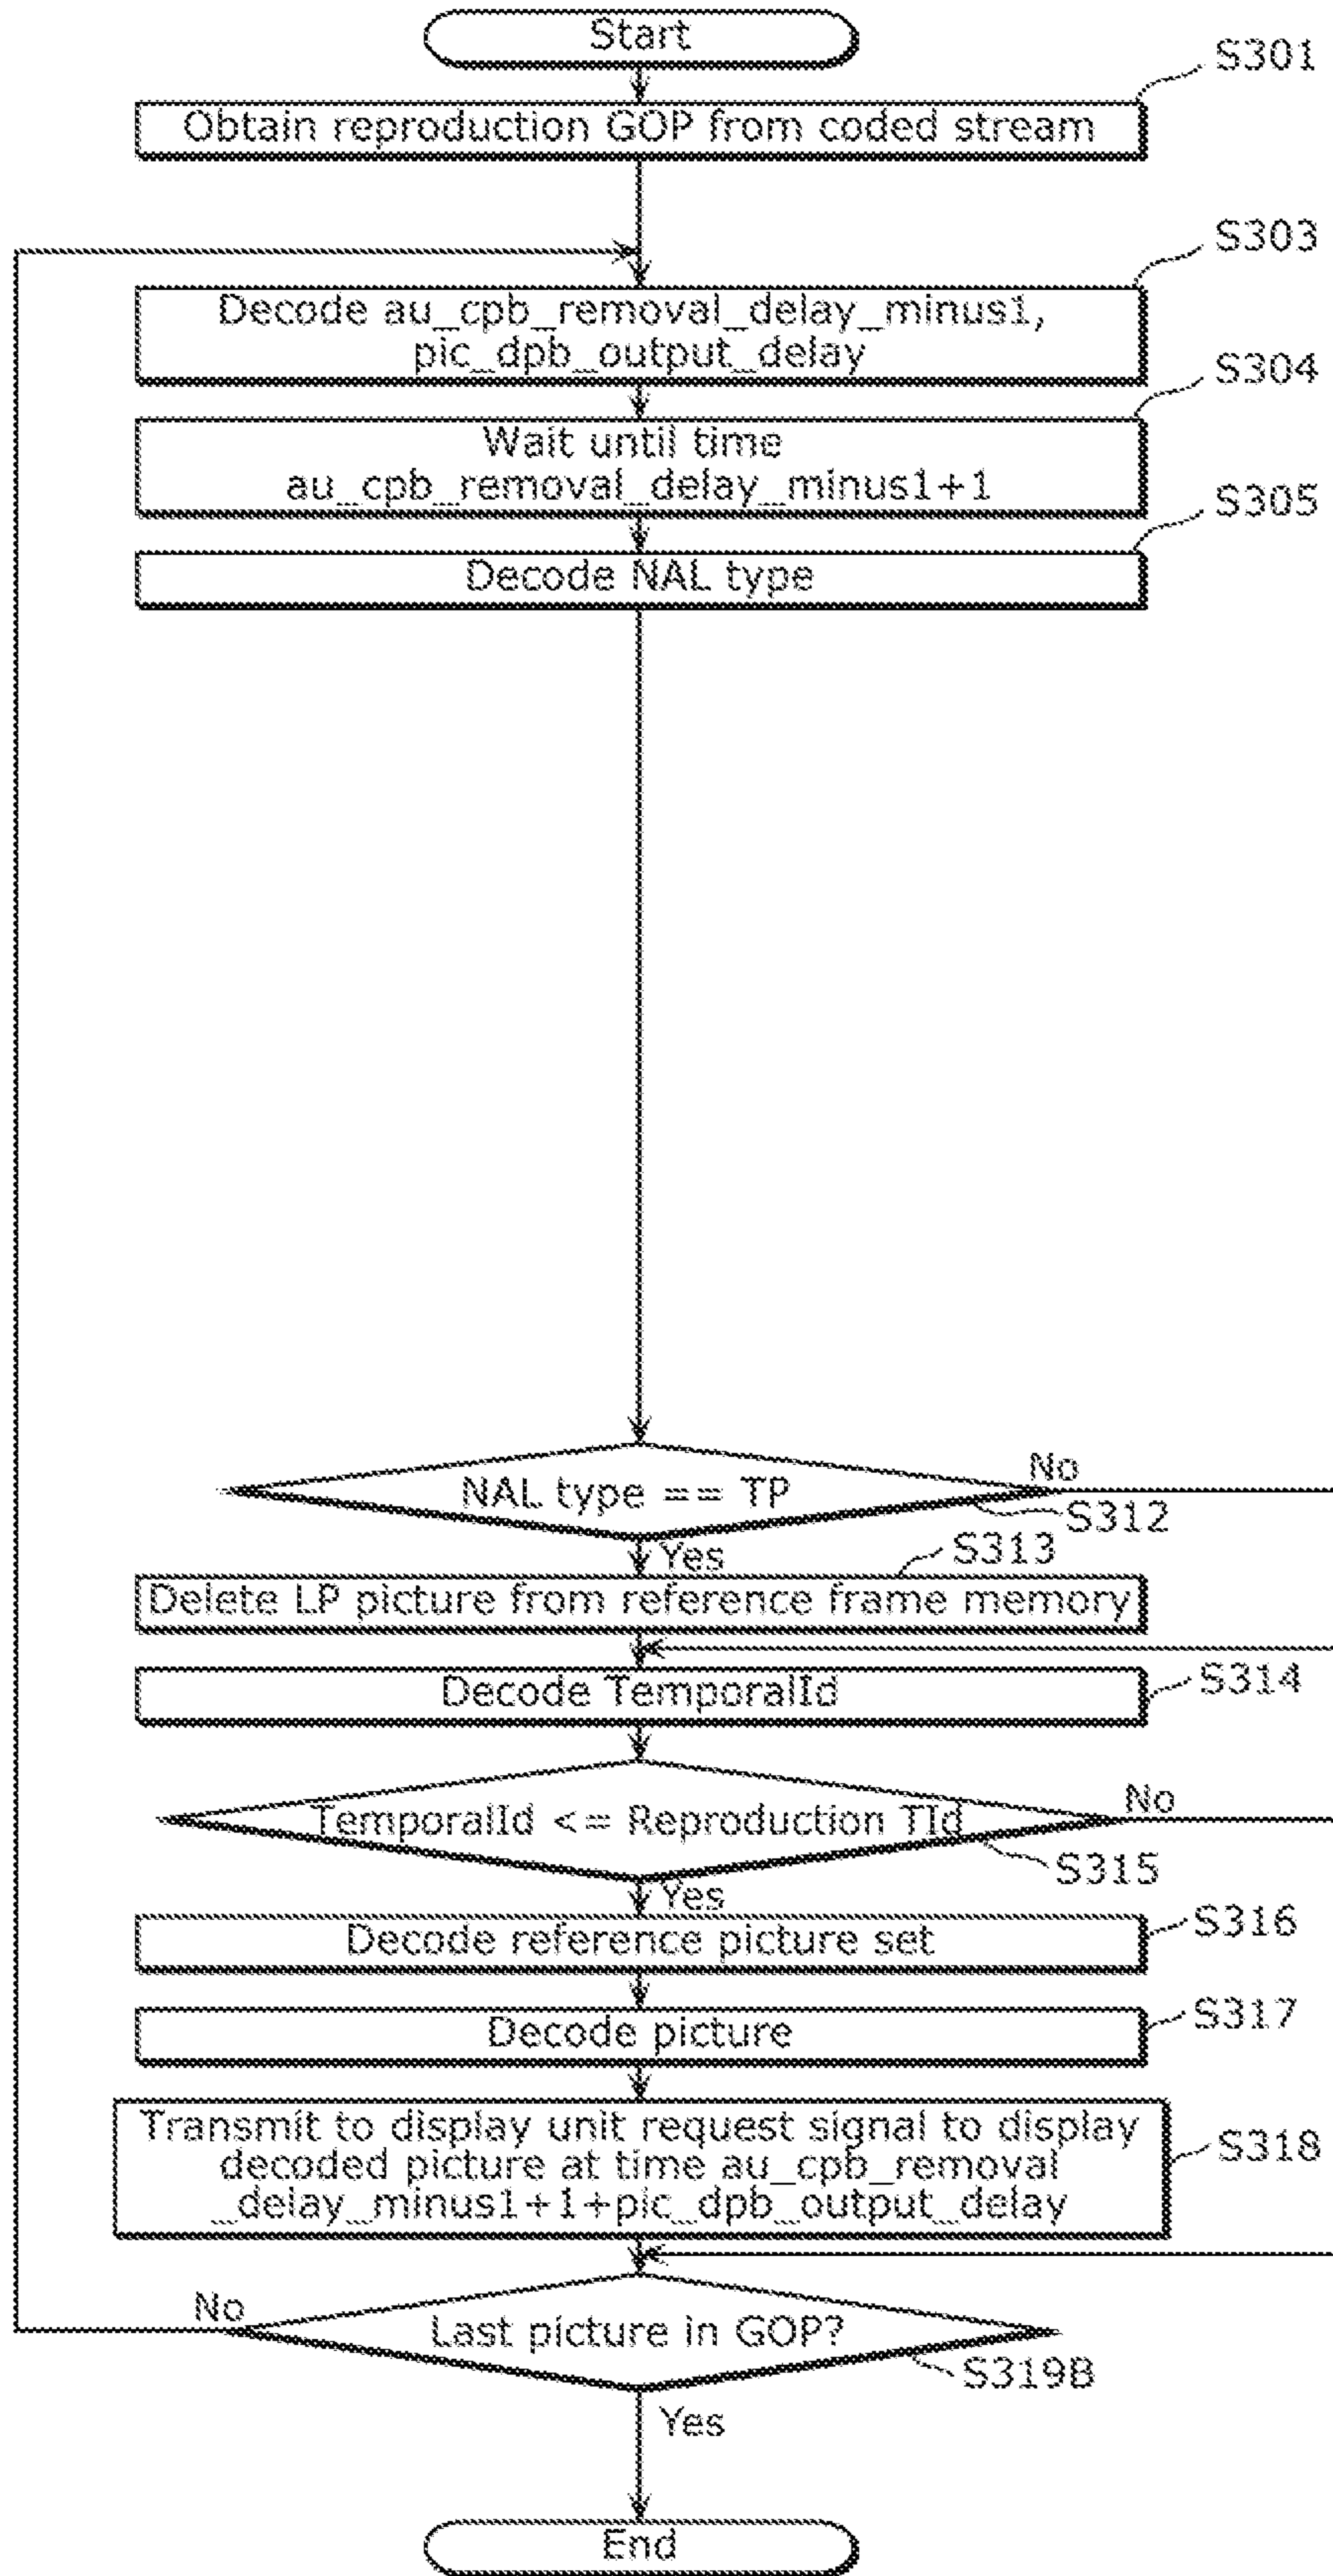 Start
S301
Obtain reproduction GOP from coded stream
S303
Decode au_cpb_removal_delay_minus1,
pic_dpb_output_delay
S304
Wait until time
au_cpb_removal_delay_minus1+1
S305
Decode NAL type
NAL type == TP
No
S312
Yes
S313
Delete LP picture from reference frame memory
Decode TemporalId
S314
TemporalId <= Reproduction TId
No
S315
Yes
Decode reference picture set
S316
Decode picture
S317
Transmit to display unit request signal to display
decoded picture at time au_cpb_removal
_delay_minus1+1+pic_dpb_output_delay
S318
No
Last picture in GOP?
S319B
Yes
End